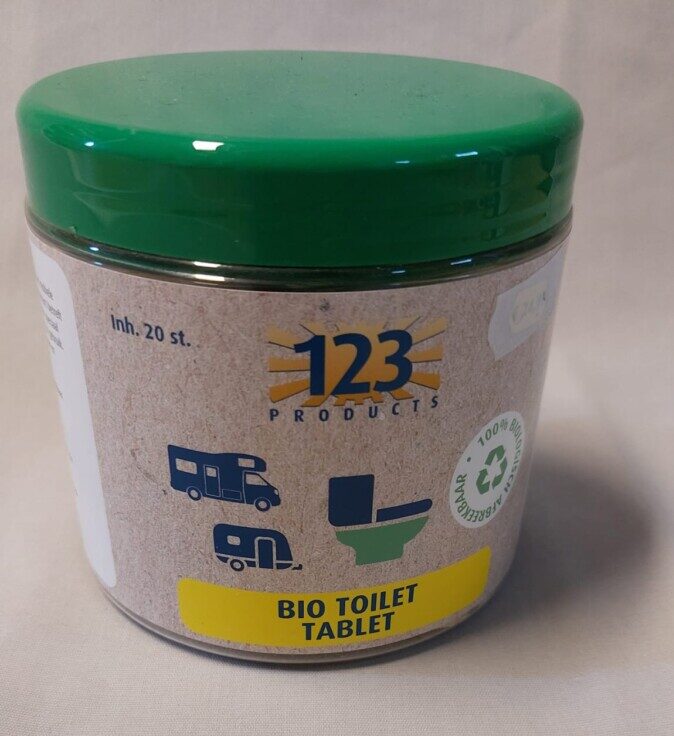 Inh. 20 st.
123
PRODUCTS
100% BIOLOGISCH AFBREEKBAAR
BIO TOILET
TABLET